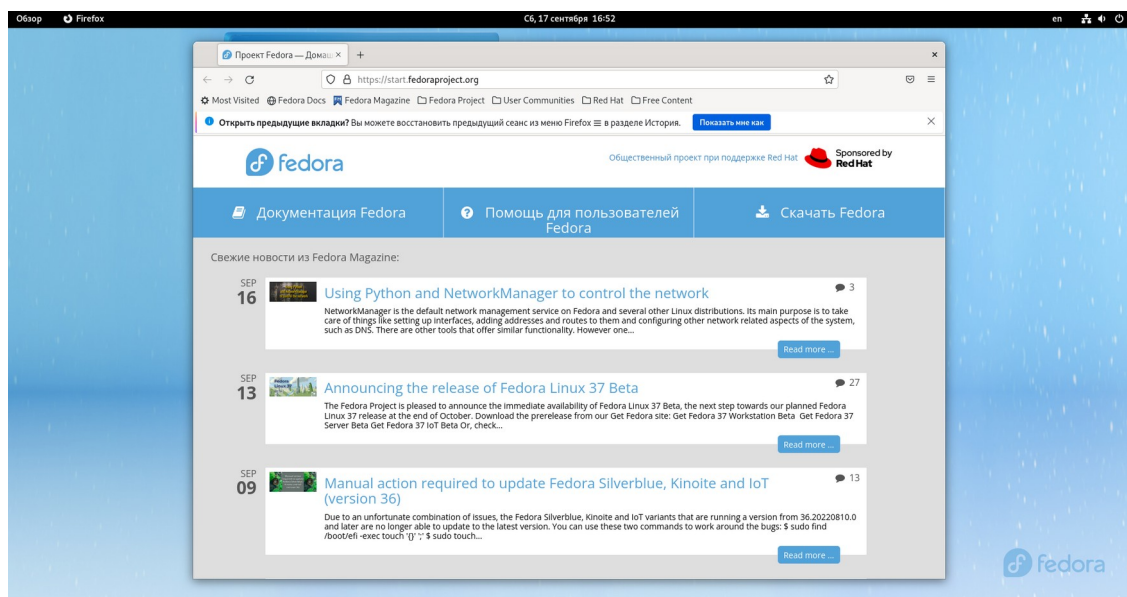 Обзор Firefox Сб, 17 сентября 16:52 en
Проект Fedora — Домаш
https://start.fedoraproject.org
Most Visited Fedora Docs Fedora Magazine Fedora Project User Communities Red Hat Free Content
Открыть предыдущие вкладки? Вы можете восстановить предыдущий сеанс из меню Firefox ☰ в разделе История. Показать мне как
fedora Общественный проект при поддержке Red Hat Sponsored by
Red Hat
Документация Fedora Помощь для пользователей Скачать Fedora
Fedora
Свежие новости из Fedora Magazine:
SEP
16 Using Python and NetworkManager to control the network 3
NetworkManager is the default network management service on Fedora and several other Linux distributions. Its main purpose is to take
care of things like setting up interfaces, adding addresses and routes to them and configuring other network related aspects of the system,
such as DNS. There are other tools that offer similar functionality. However one...
Read more ...
SEP
13 Announcing the release of Fedora Linux 37 Beta 27
The Fedora Project is pleased to announce the immediate availability of Fedora Linux 37 Beta, the next step towards our planned Fedora
Linux 37 release at the end of October. Download the prerelease from our Get Fedora site: Get Fedora 37 Workstation Beta Get Fedora 37
Server Beta Get Fedora 37 IoT Beta Or, check...
Read more ...
SEP
09 Manual action required to update Fedora Silverblue, Kinoite and IoT 13
(version 36)
Due to an unfortunate combination of issues, the Fedora Silverblue, Kinoite and IoT variants that are running a version from 36.20220810.0
and later are no longer able to update to the latest version. You can use these two commands to work around the bugs: $ sudo find
/boot/efi -exec touch '{}' ';' $ sudo touch...
Read more ...
fedora